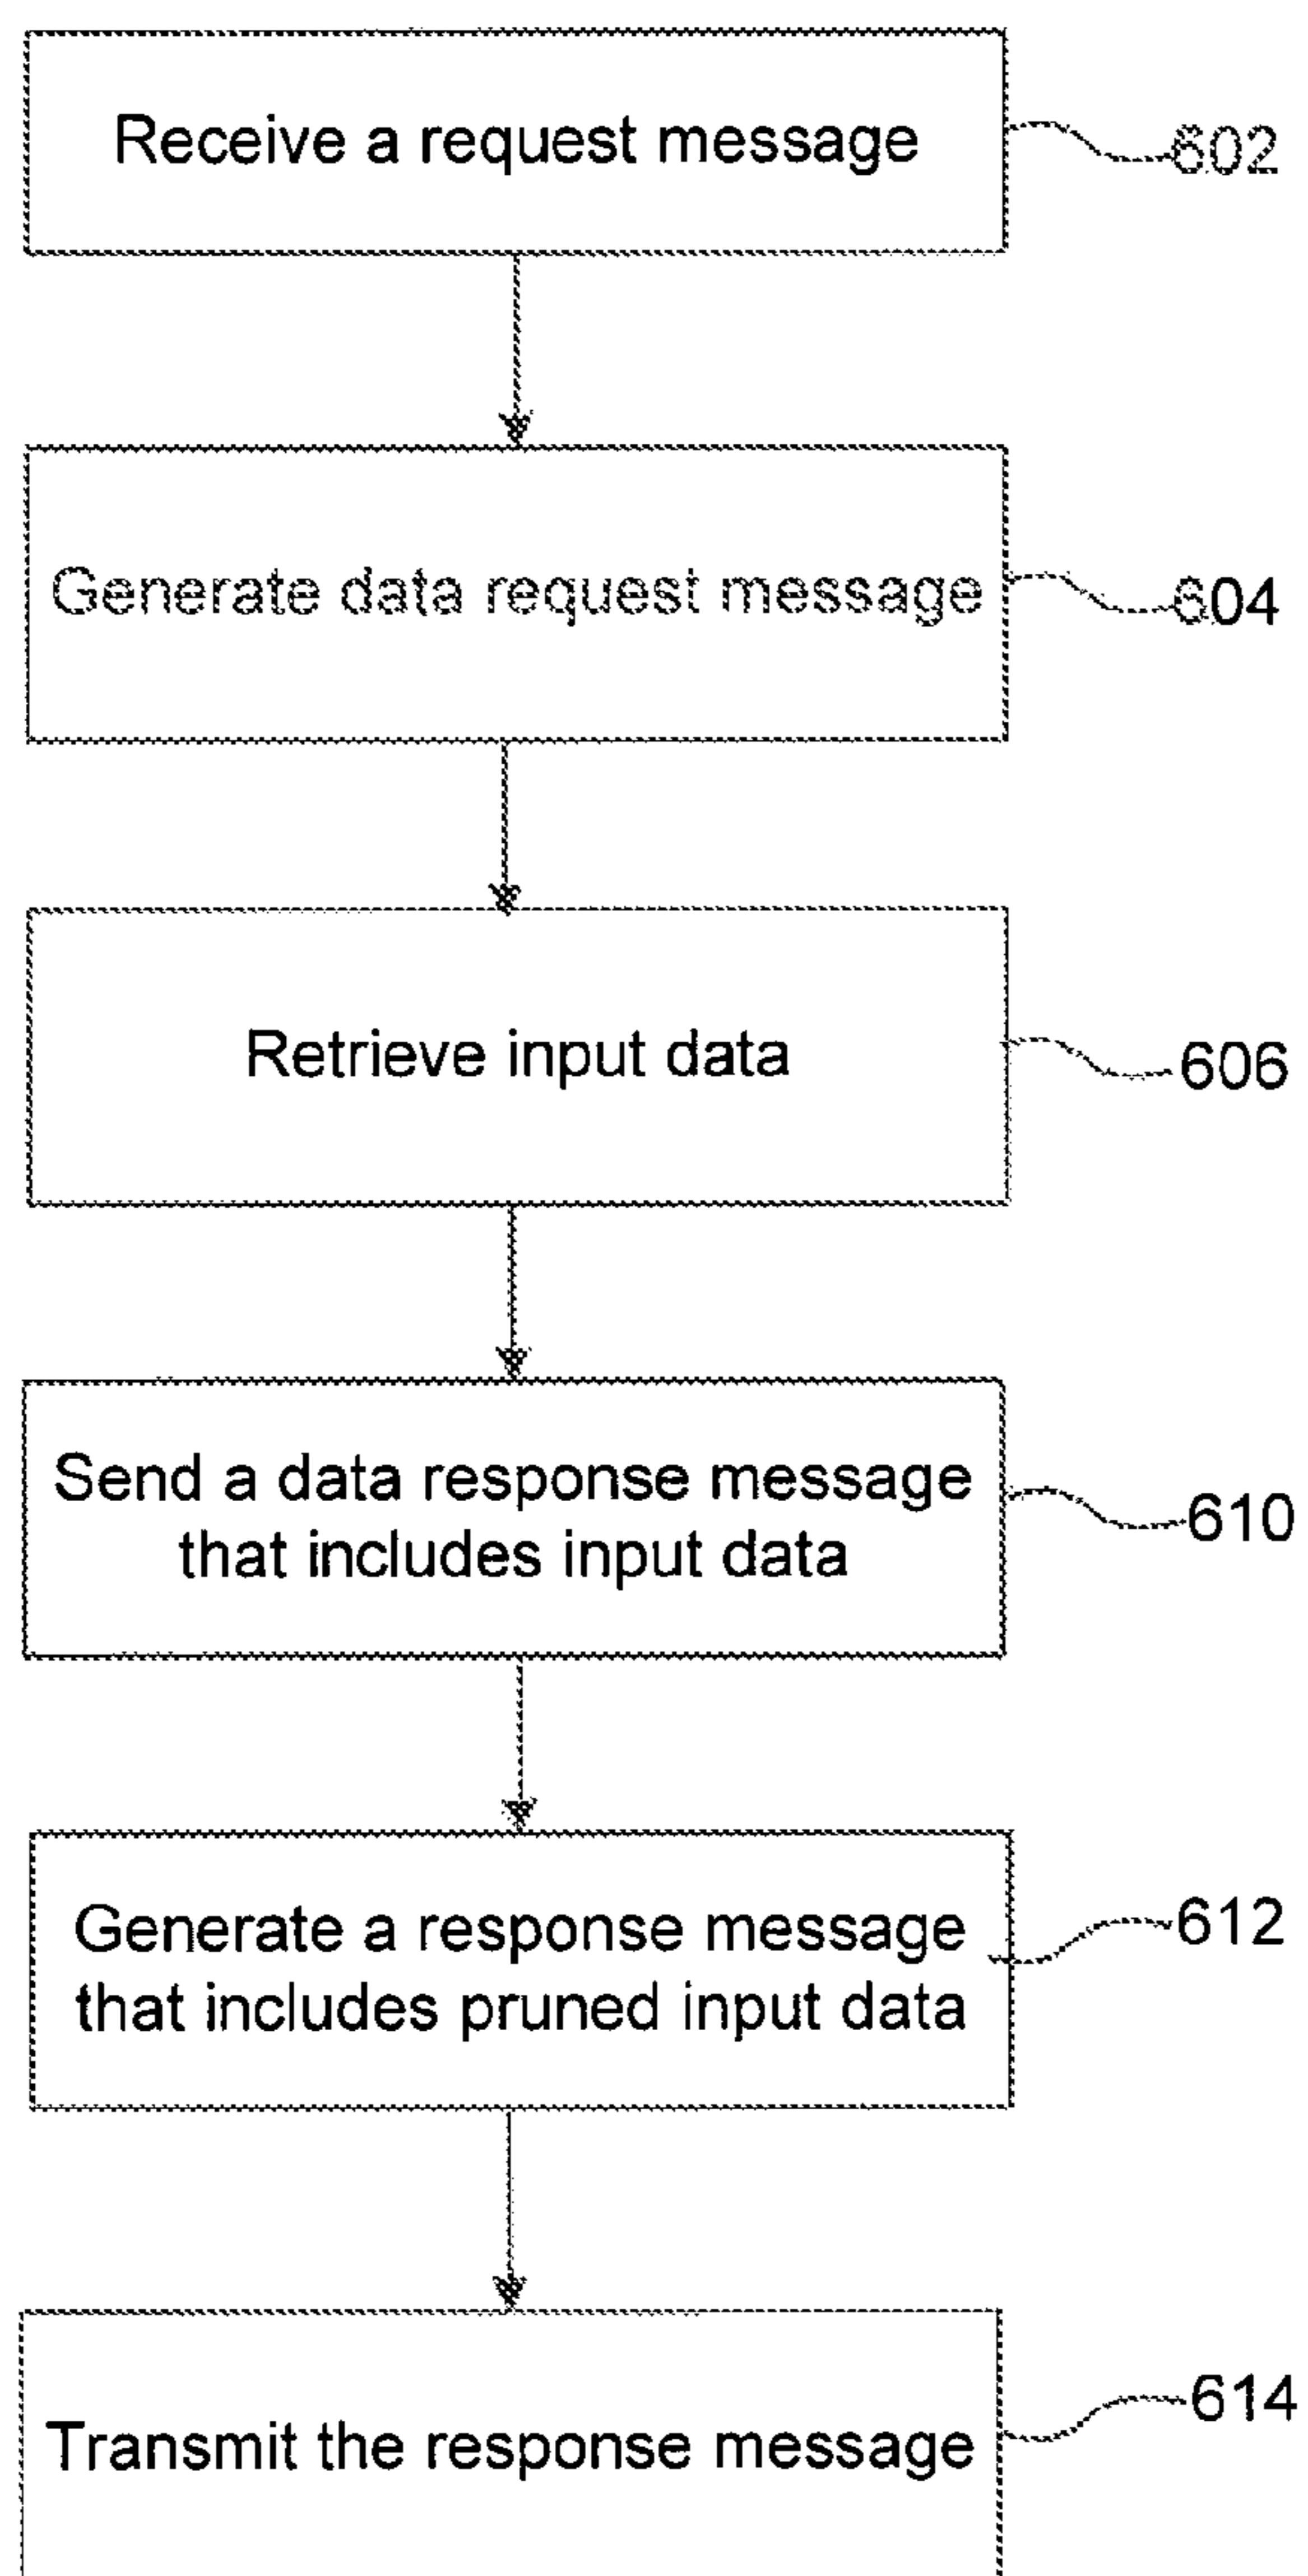 Receive a request message
602
Generate data request message
604
Retrieve input data
606
Send a data response message
that includes input data
610
Generate a response message
that includes pruned input data
612
Transmit the response message
614